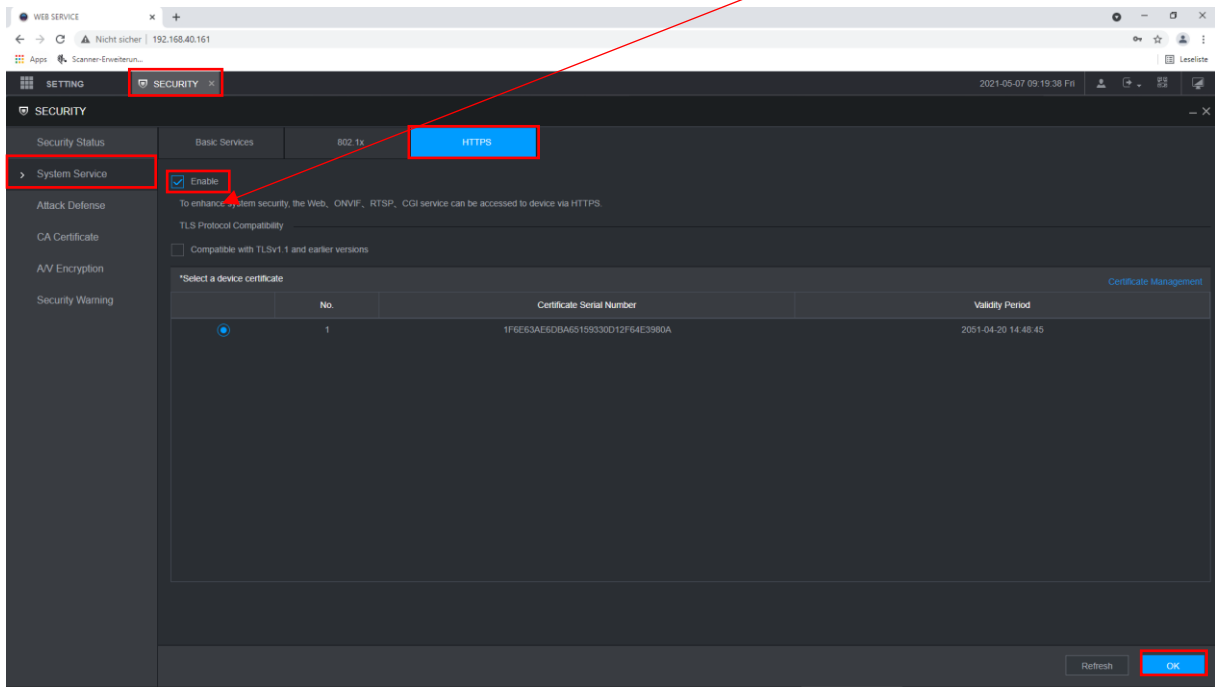 WEB SERVICE
Nicht sicher | 192.168.40.161
Apps Scanner-Erweiterun... Leseliste
SETTING SECURITY 2021-05-07 09:19:38 Fri
SECURITY
Security Status
System Service
Attack Defense
CA Certificate
A/V Encryption
Security Warning
Basic Services 802.1x HTTPS
Enable
To enhance system security, the Web、ONVIF、RTSP、CGI service can be accessed to device via HTTPS.
TLS Protocol Compatibility
Compatible with TLSv1.1 and earlier versions
*Select a device certificate Certificate Management
No. Certificate Serial Number Validity Period
1 1F6E63AE6DBA65159330D12F64E3980A 2051-04-20 14:48:45
Refresh OK